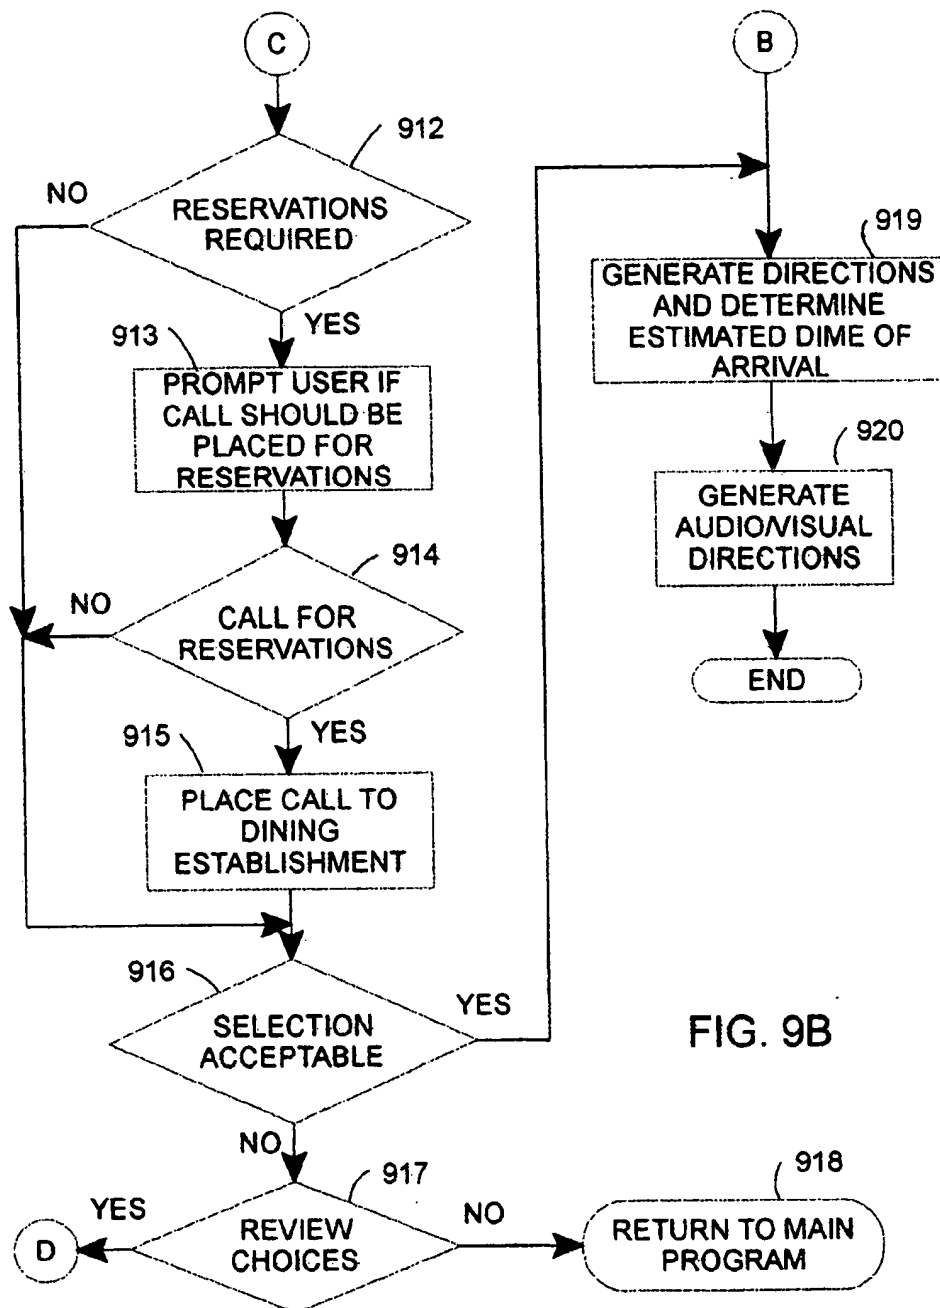 C
912
NO
RESERVATIONS
REQUIRED
YES
913
PROMPT USER IF
CALL SHOULD BE
PLACED FOR
RESERVATIONS
914
NO
CALL FOR
RESERVATIONS
YES
915
PLACE CALL TO
DINING
ESTABLISHMENT
916
YES
SELECTION
ACCEPTABLE
NO
917
YES
NO
D
REVIEW
CHOICES
918
RETURN TO MAIN
PROGRAM
B
919
GENERATE DIRECTIONS
AND DETERMINE
ESTIMATED DIME OF
ARRIVAL
920
GENERATE
AUDIO/VISUAL
DIRECTIONS
END
FIG. 9B